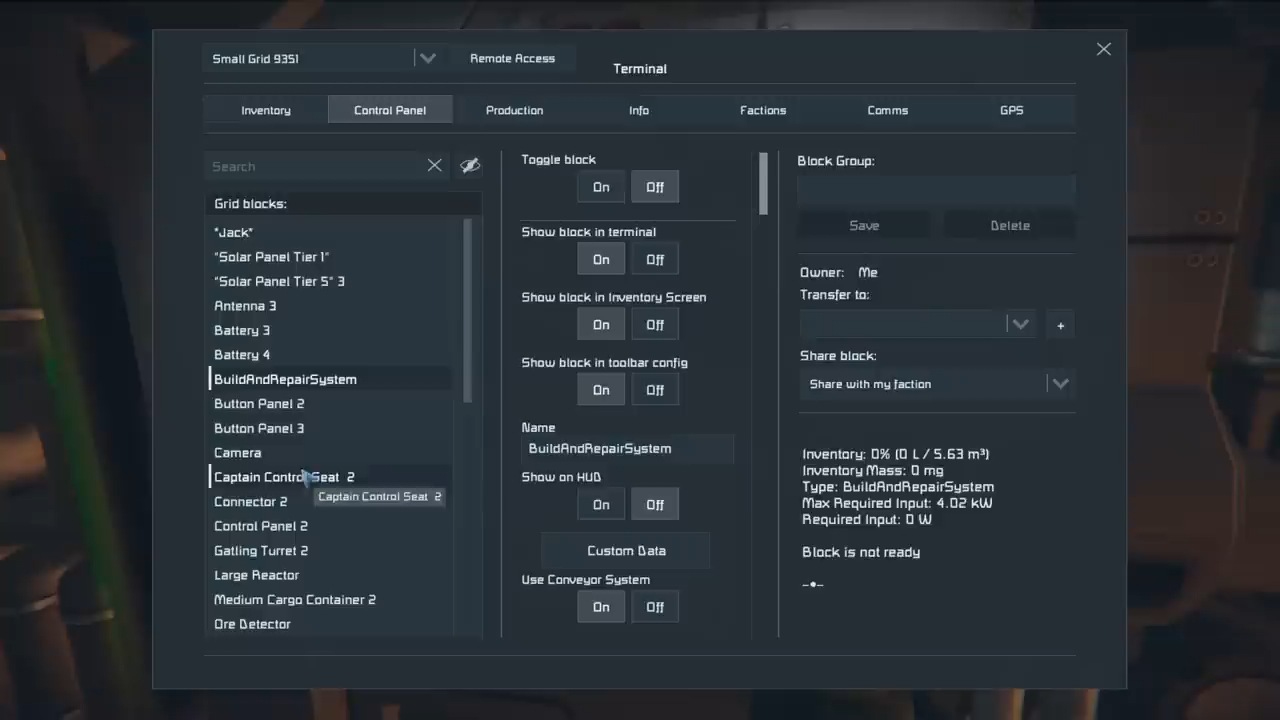 Small Grid 9351
Remote Access
Terminal
Inventory
Control Panel
Production
Info
Factions
Comms
GPS
Search
Grid blocks:
*Jack*
"Solar Panel Tier 1"
"Solar Panel Tier 5" 3
Antenna 3
Battery 3
Battery 4
BuildAndRepairSystem
Button Panel 2
Button Panel 3
Camera
Captain Control Seat 2
Captain Control Seat 2
Connector 2
Control Panel 2
Gatling Turret 2
Large Reactor
Medium Cargo Container 2
Ore Detector
Toggle block
On Off
Show block in terminal
On Off
Show block in Inventory Screen
On Off
Show block in toolbar config
On Off
Name
BuildAndRepairSystem
Show on HUD
On Off
Custom Data
Use Conveyor System
On Off
Block Group:
Save Delete
Owner: Me
Transfer to:
+
Share block:
Share with my faction
Inventory: 0% (0 L / 5.63 m³)
Inventory Mass: 0 mg
Type: BuildAndRepairSystem
Max Required Input: 4.02 kW
Required Input: 0 W
Block is not ready